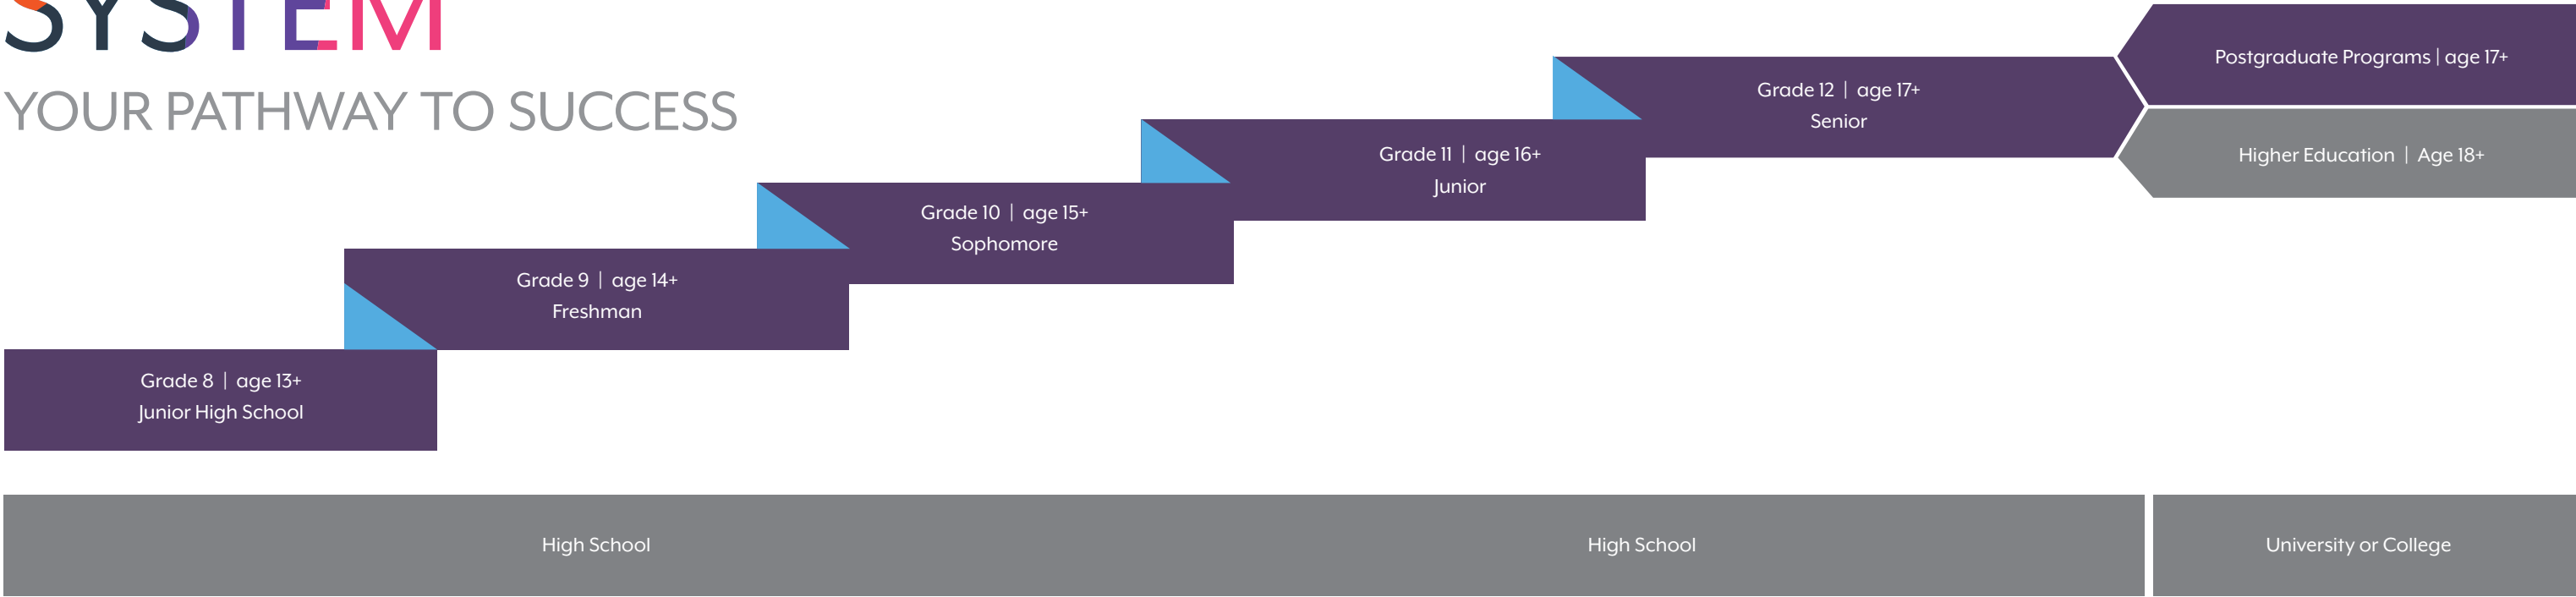 SYSTEM
YOUR PATHWAY TO SUCCESS
Postgraduate Programs | age 17+
Higher Education | Age 18+
Grade 12 | age 17+
Senior
Grade 11 | age 16+
Junior
Grade 10 | age 15+
Sophomore
Grade 9 | age 14+
Freshman
Grade 8 | age 13+
Junior High School
High School
High School
University or College